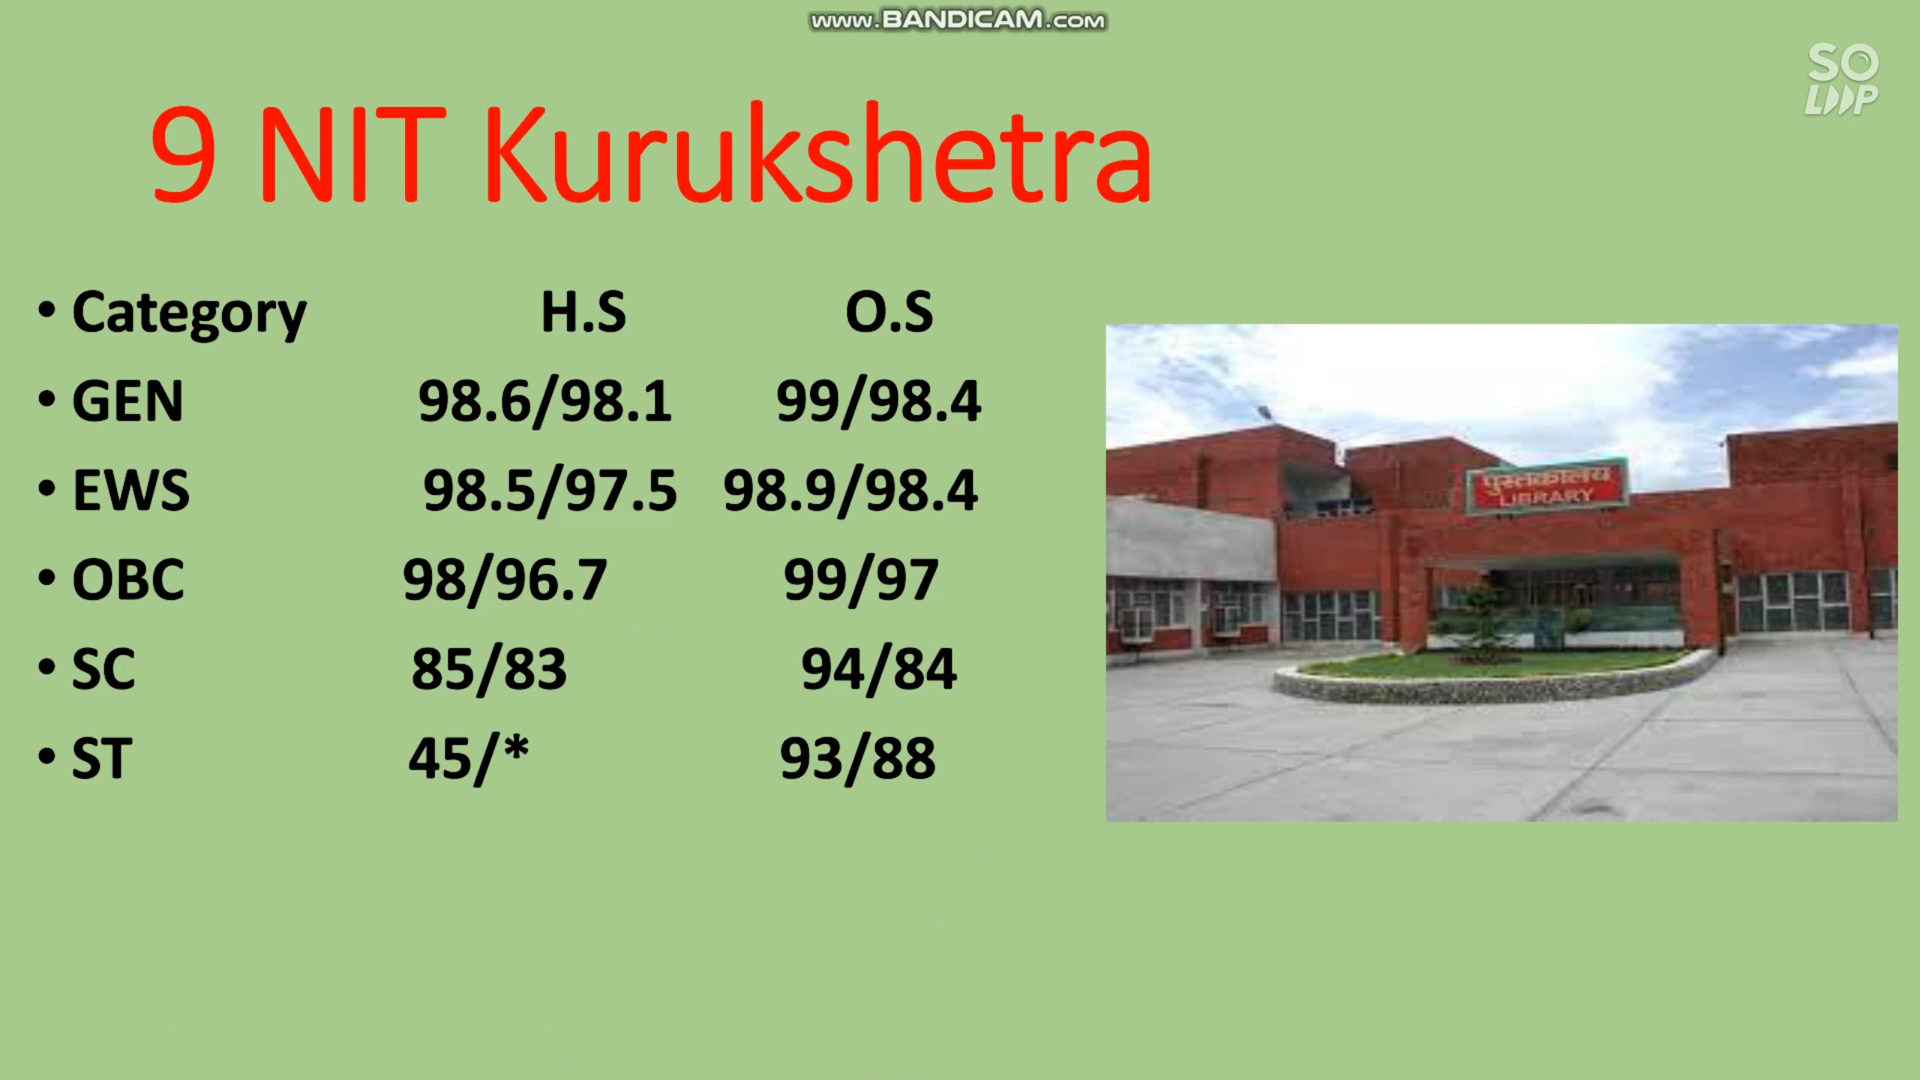 www.BANDICAM.com
SO
LOOP
9 NIT Kurukshetra
• Category H.S O.S
• GEN 98.6/98.1 99/98.4
• EWS 98.5/97.5 98.9/98.4
• OBC 98/96.7 99/97
• SC 85/83 94/84
• ST 45/* 93/88
पुस्तकालय
LIBRARY